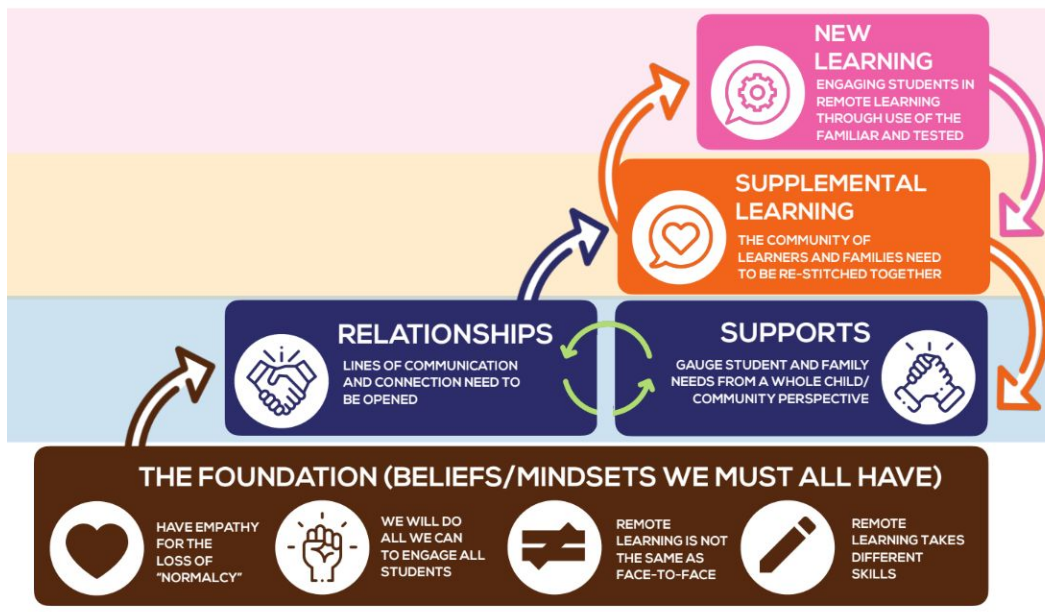 NEW
LEARNING
ENGAGING STUDENTS IN
REMOTE LEARNING
THROUGH USE OF THE
FAMILIAR AND TESTED
SUPPLEMENTAL
LEARNING
THE COMMUNITY OF
LEARNERS AND FAMILIES NEED
TO BE RE-STITCHED TOGETHER
RELATIONSHIPS
LINES OF COMMUNICATION
AND CONNECTION NEED TO
BE OPENED
SUPPORTS
GAUGE STUDENT AND FAMILY
NEEDS FROM A WHOLE CHILD/
COMMUNITY PERSPECTIVE
THE FOUNDATION (BELIEFS/MINDSETS WE MUST ALL HAVE)
HAVE EMPATHY
FOR THE
LOSS OF
"NORMALCY"
WE WILL DO
ALL WE CAN
TO ENGAGE ALL
STUDENTS
REMOTE
LEARNING IS NOT
THE SAME AS
FACE-TO-FACE
REMOTE
LEARNING TAKES
DIFFERENT
SKILLS